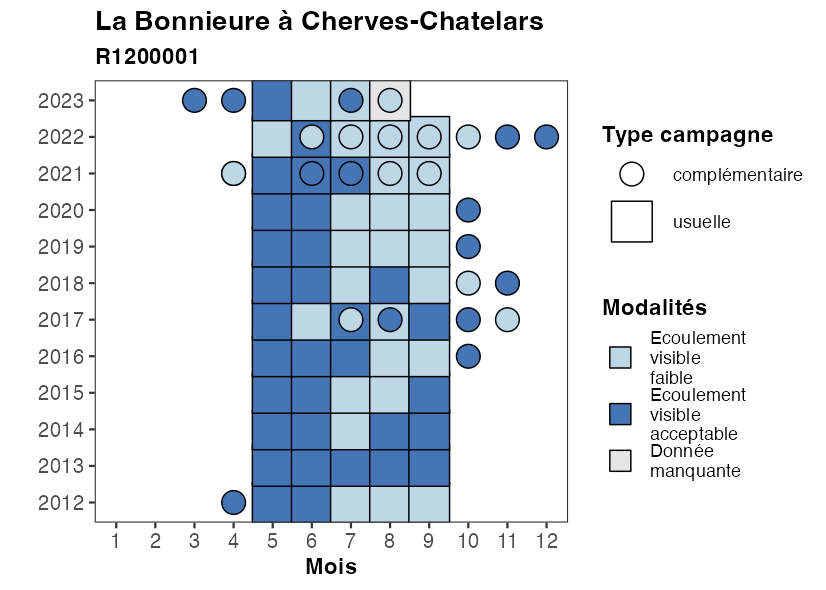 La Bonnieure à Cherves-Chatelars
R1200001
2023
2022
2021
2020
2019
2018
2017
2016
2015
2014
2013
2012
1 2 3 4 5 6 7 8 9 10 11 12
Mois
Type campagne
complémentaire
usuelle
Modalités
Ecoulement
visible
faible
Ecoulement
visible
acceptable
Donnée
manquante